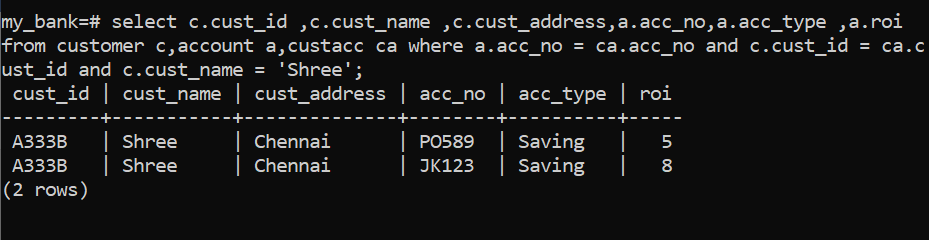 my_bank=# select c.cust_id ,c.cust_name ,c.cust_address,a.acc_no,a.acc_type ,a.roi
from customer c,account a,custacc ca where a.acc_no = ca.acc_no and c.cust_id = ca.c
ust_id and c.cust_name = 'Shree';
 cust_id | cust_name | cust_address | acc_no | acc_type | roi
---------+-----------+--------------+--------+----------+-----
 A333B   | Shree     | Chennai      | PO589  | Saving   |   5
 A333B   | Shree     | Chennai      | JK123  | Saving   |   8
(2 rows)